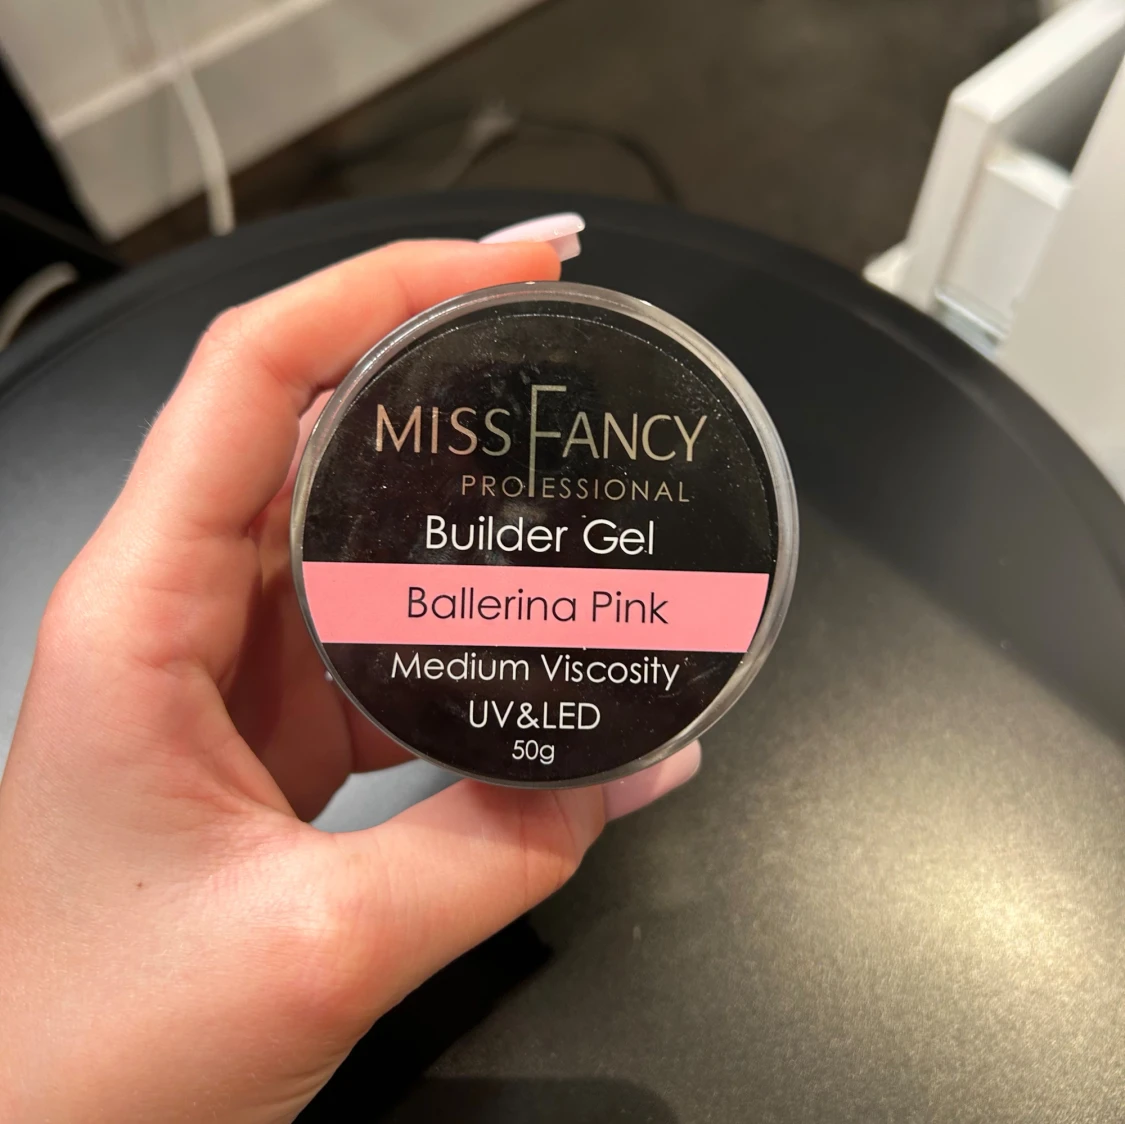 MISS FANCY
PROFESSIONAL
Builder Gel
Ballerina Pink
Medium Viscosity
UV&LED
50g